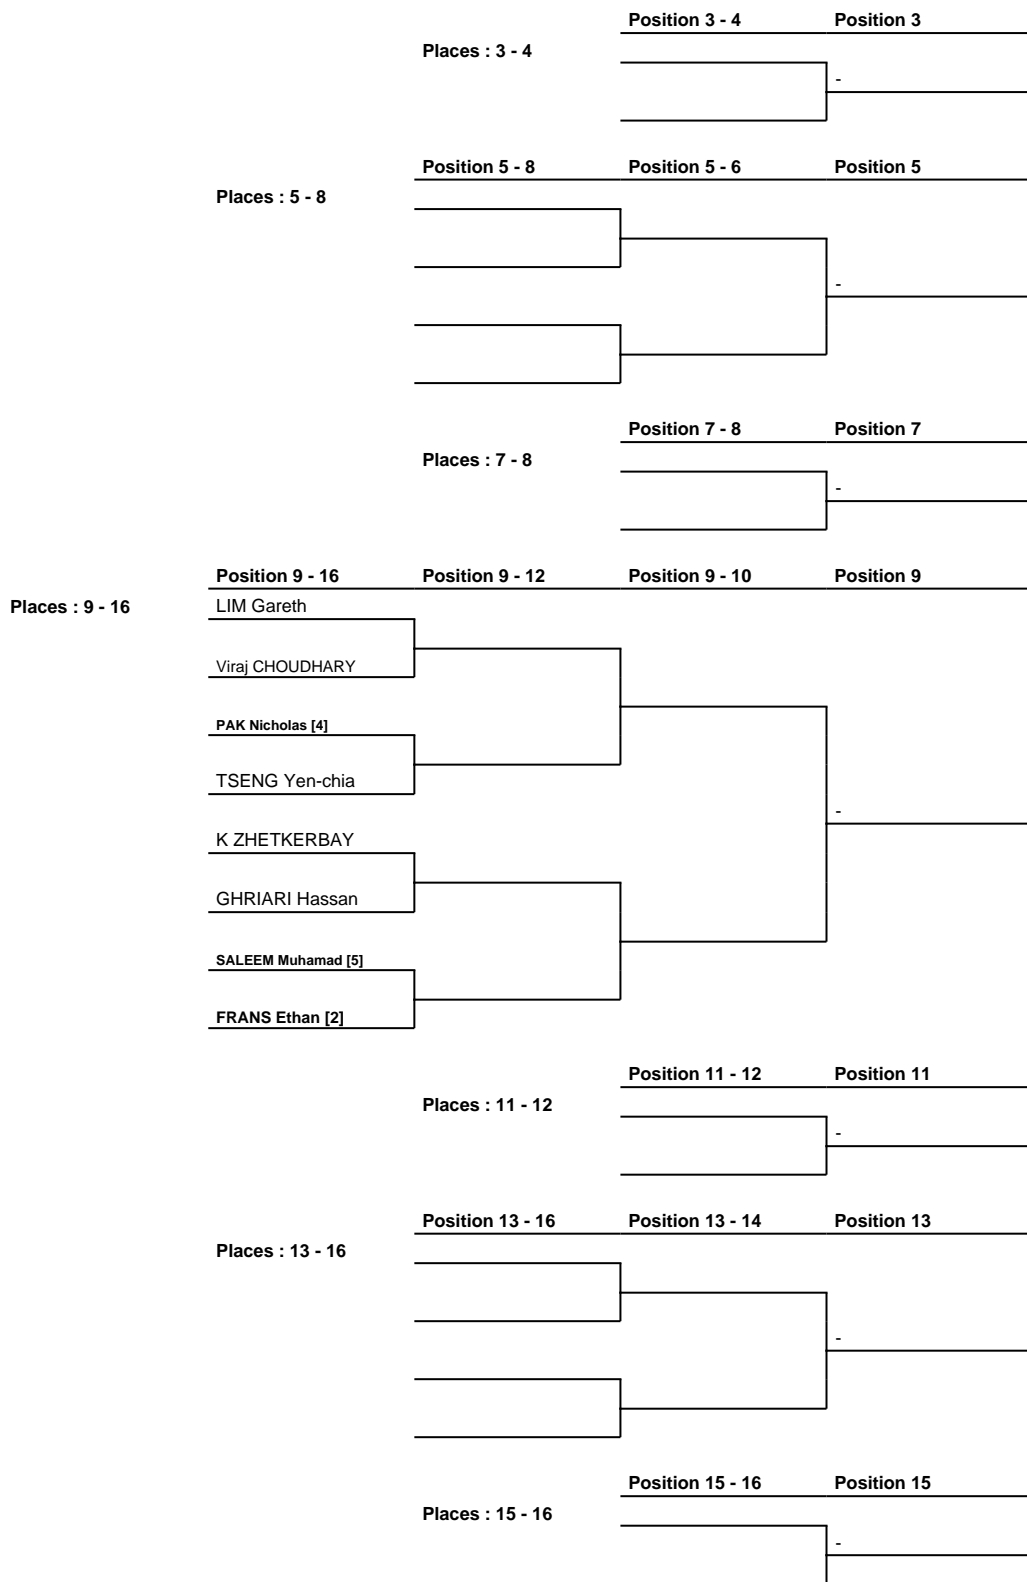 Position 3 - 4 Position 3
Places : 3 - 4
-
Position 5 - 8 Position 5 - 6 Position 5
Places : 5 - 8
-
Position 7 - 8 Position 7
Places : 7 - 8
-
Position 9 - 16 Position 9 - 12 Position 9 - 10 Position 9
Places : 9 - 16 LIM Gareth
Viraj CHOUDHARY
PAK Nicholas [4]
TSENG Yen-chia
-
K ZHETKERBAY
GHRIARI Hassan
SALEEM Muhamad [5]
FRANS Ethan [2]
Position 11 - 12 Position 11
Places : 11 - 12
-
Position 13 - 16 Position 13 - 14 Position 13
Places : 13 - 16
-
Position 15 - 16 Position 15
Places : 15 - 16
-